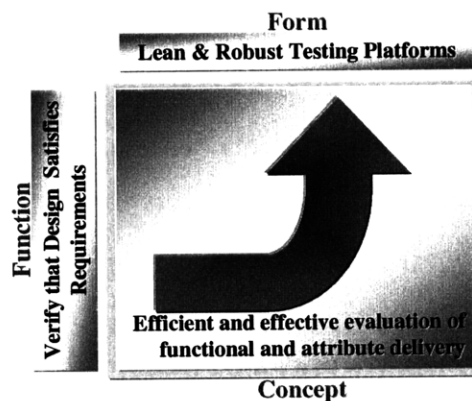 Form
Lean & Robust Testing Platforms
Function
Verify that Design Satisfies
Requirements
Efficient and effective evaluation of
functional and attribute delivery
Concept